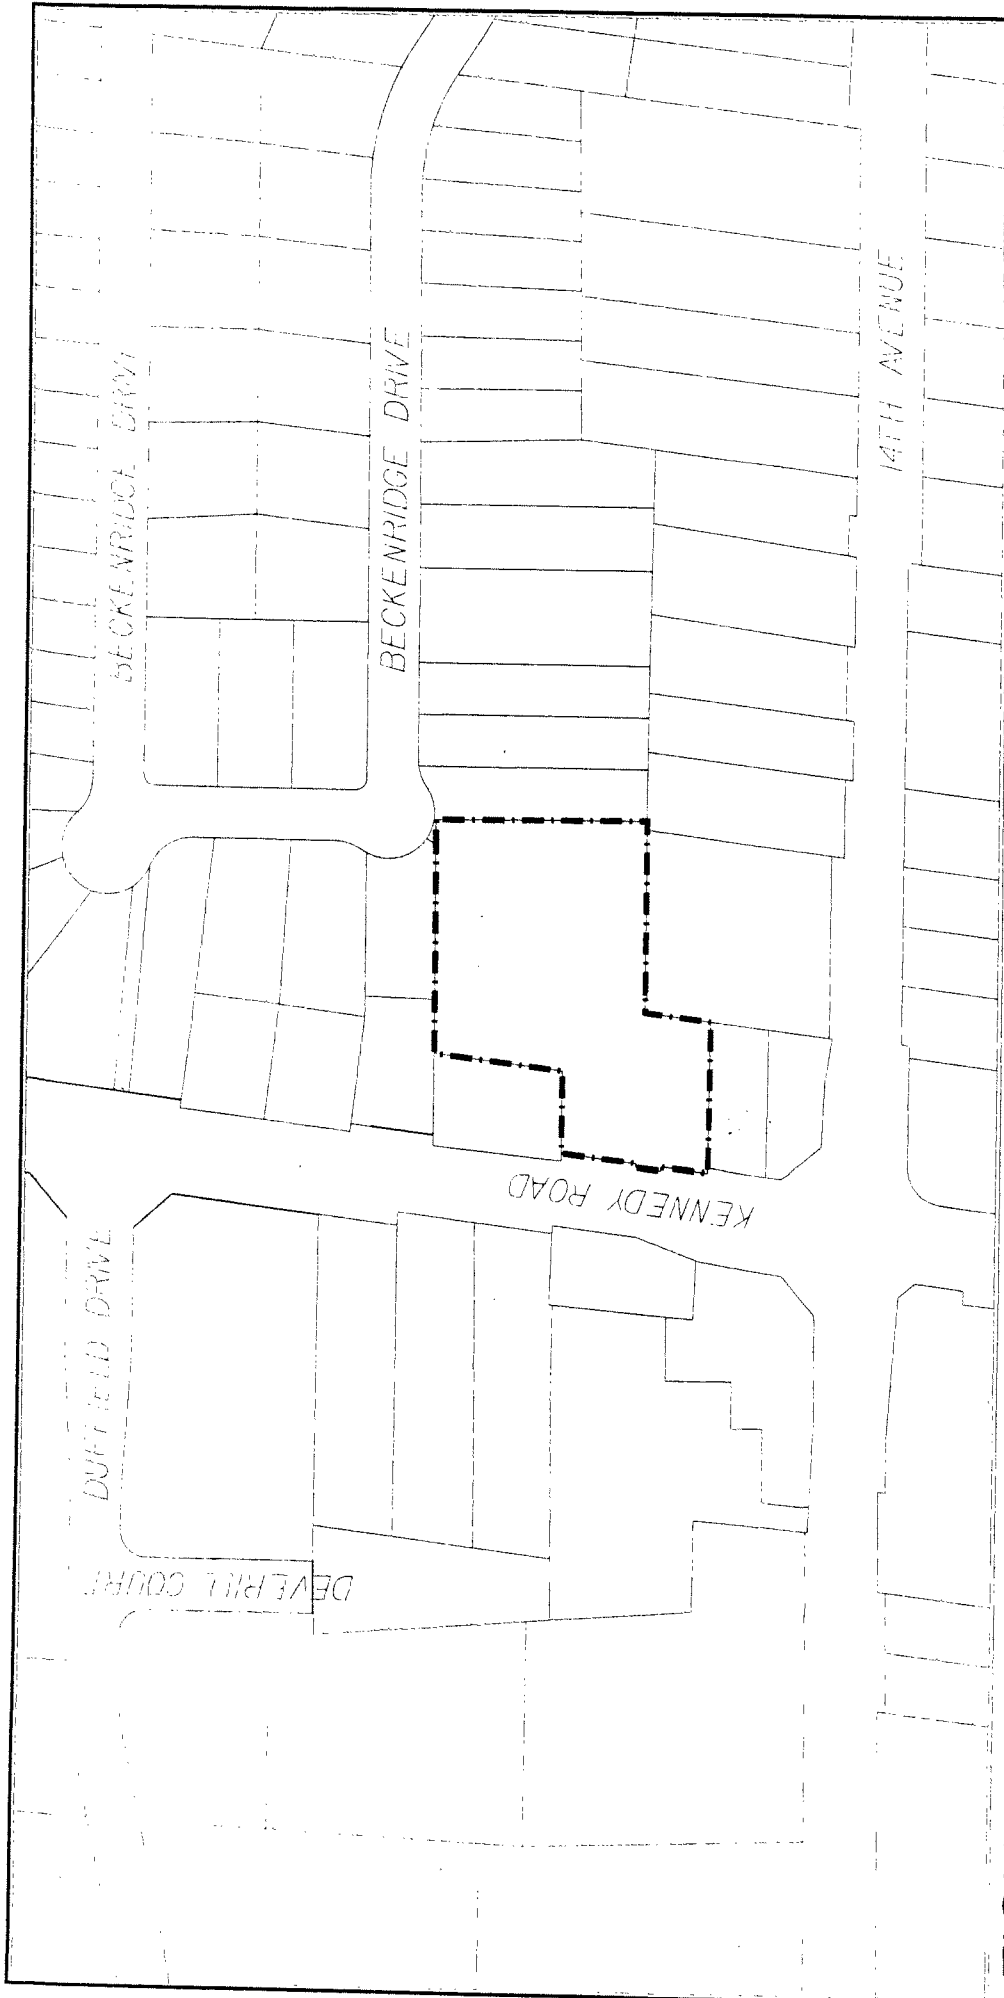 BECKENRIDGE DRIVE
BECKENRIDGE DRIVE
14TH AVENUE
KENNEDY ROAD
DUFFIELD DRIVE
DEVERILL COURT